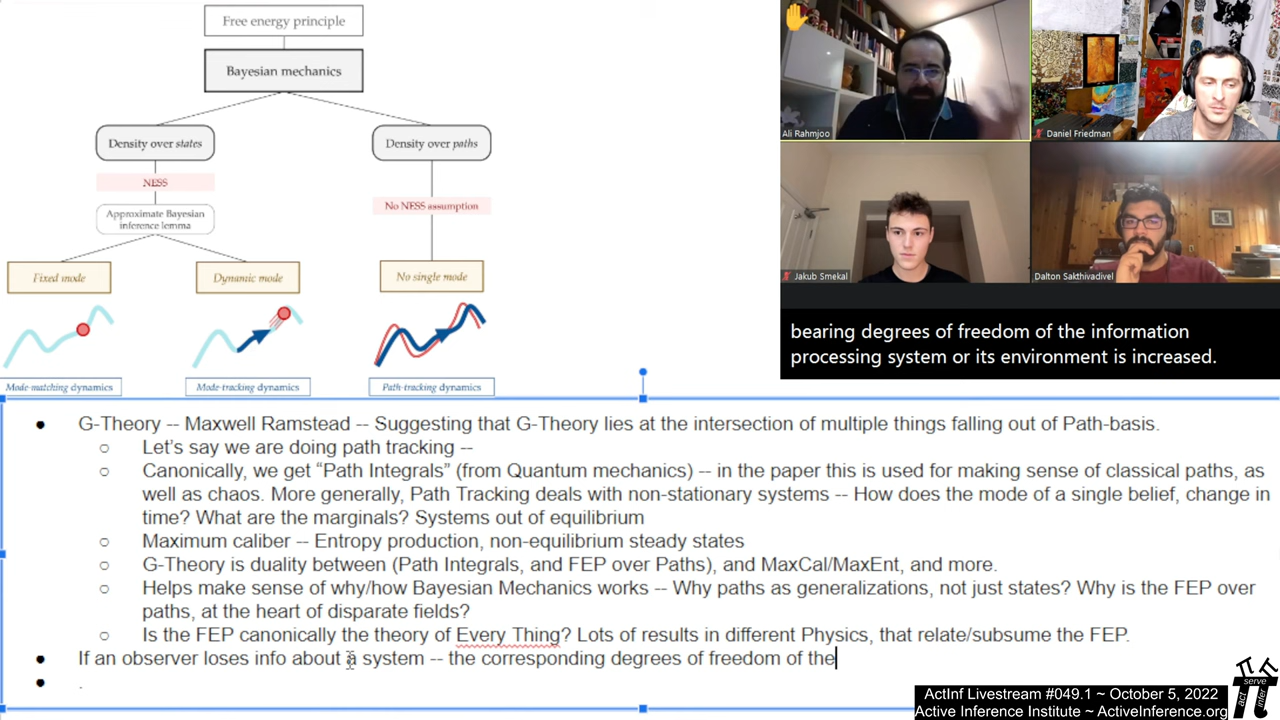 Free energy principle
Bayesian mechanics
Density over states
Density over paths
NESS
No NESS assumption
Approximate Bayesian
inference lemma
Fixed mode
Dynamic mode
No single mode
Mode-matching dynamics
Mode-tracking dynamics
Path-tracking dynamics
Ali Rahmjoo
Daniel Friedman
Jakub Smekal
Dalton Sakthivadivel
bearing degrees of freedom of the information
processing system or its environment is increased.
● G-Theory -- Maxwell Ramstead -- Suggesting that G-Theory lies at the intersection of multiple things falling out of Path-basis.
○ Let's say we are doing path tracking --
○ Canonically, we get “Path Integrals” (from Quantum mechanics) -- in the paper this is used for making sense of classical paths, as
well as chaos. More generally, Path Tracking deals with non-stationary systems -- How does the mode of a single belief, change in
time? What are the marginals? Systems out of equilibrium
○ Maximum caliber -- Entropy production, non-equilibrium steady states
○ G-Theory is duality between (Path Integrals, and FEP over Paths), and MaxCal/MaxEnt, and more.
○ Helps make sense of why/how Bayesian Mechanics works -- Why paths as generalizations, not just states? Why is the FEP over
paths, at the heart of disparate fields?
○ Is the FEP canonically the theory of Every Thing? Lots of results in different Physics, that relate/subsume the FEP.
● If an observer loses info about a system -- the corresponding degrees of freedom of the
● .
ActInf Livestream #049.1 ~ October 5, 2022
Active Inference Institute ~ ActiveInference.org
act
serve
infer